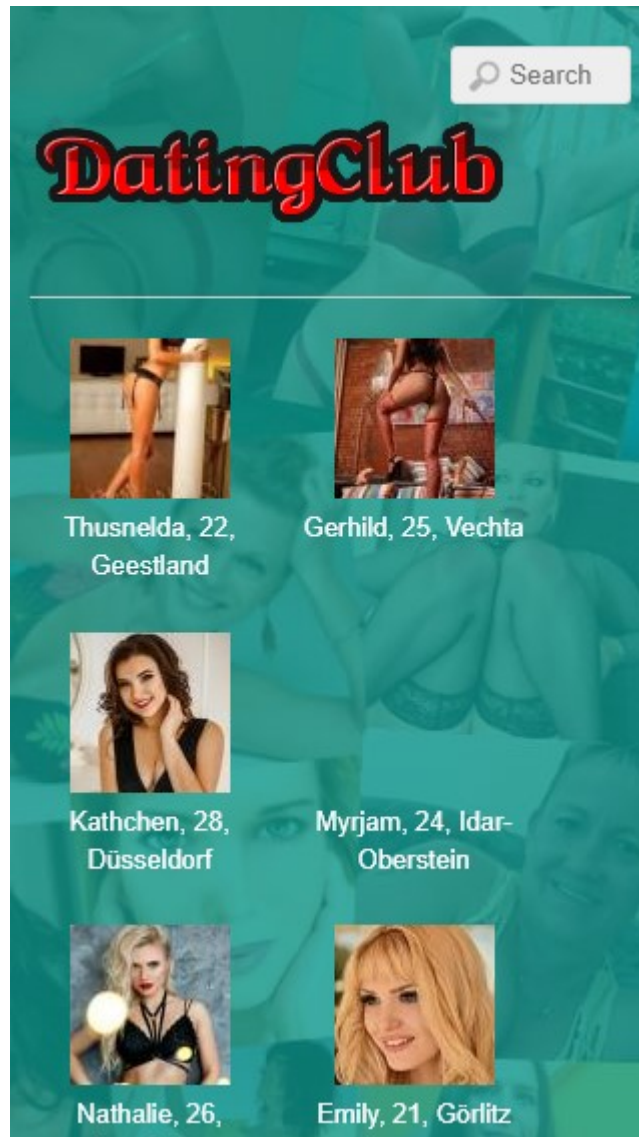 Search
DatingClub
Thusnelda, 22,
Geestland
Gerhild, 25, Vechta
Kathchen, 28,
Düsseldorf
Myrjam, 24, Idar-
Oberstein
Nathalie, 26,
Emily, 21, Görlitz